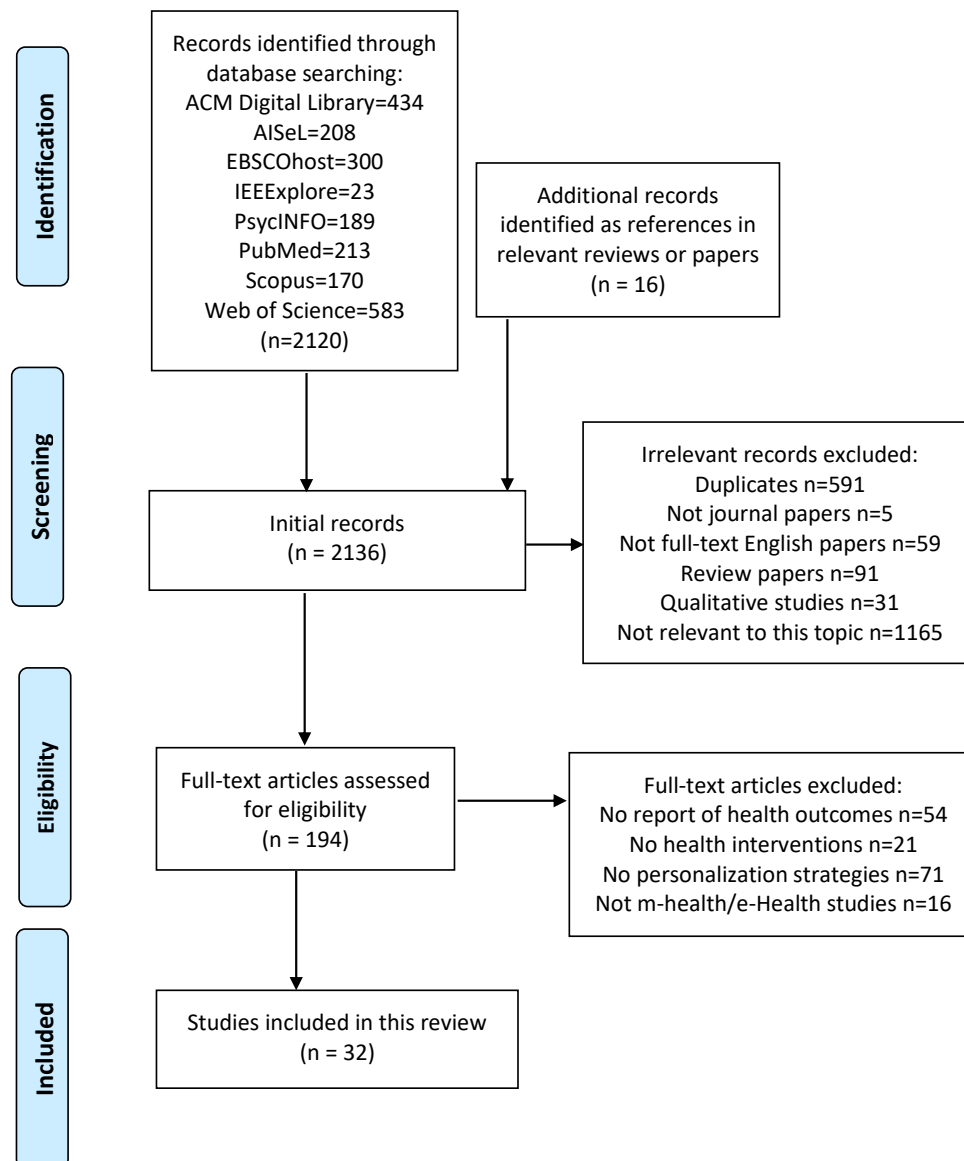 Identification
Records identified through
database searching:
ACM Digital Library=434
AISeL=208
EBSCOhost=300
IEEExplore=23
PsycINFO=189
PubMed=213
Scopus=170
Web of Science=583
(n=2120)
Additional records
identified as references in
relevant reviews or papers
(n = 16)
Screening
Initial records
(n = 2136)
Irrelevant records excluded:
Duplicates n=591
Not journal papers n=5
Not full-text English papers n=59
Review papers n=91
Qualitative studies n=31
Not relevant to this topic n=1165
Eligibility
Full-text articles assessed
for eligibility
(n = 194)
Full-text articles excluded:
No report of health outcomes n=54
No health interventions n=21
No personalization strategies n=71
Not m-health/e-Health studies n=16
Included
Studies included in this review
(n = 32)